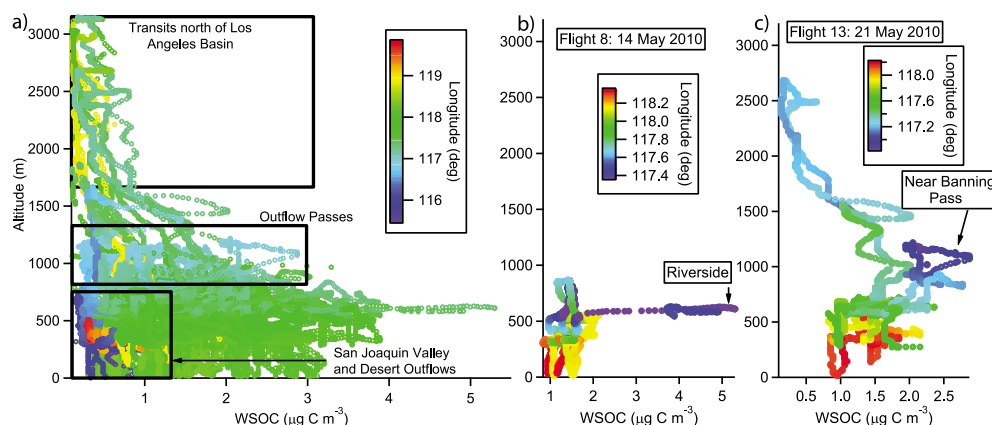 a)
Transits north of Los
Angeles Basin
Outflow Passes
San Joaquin Valley
and Desert Outflows
Altitude (m)
3000
2500
2000
1500
1000
500
0
1
2
3
4
5
WSOC (µg C m⁻³)
119
118
117
116
Longitude (deg)
b)
Flight 8: 14 May 2010
118.2
118.0
117.8
117.6
117.4
Longitude (deg)
Riverside
3000
2500
2000
1500
1000
500
0
1
2
3
4
5
WSOC (µg C m⁻³)
c)
Flight 13: 21 May 2010
118.0
117.6
117.2
Longitude (deg)
Near Banning
Pass
3000
2500
2000
1500
1000
500
0
0.5
1.0
1.5
2.0
2.5
WSOC (µg C m⁻³)